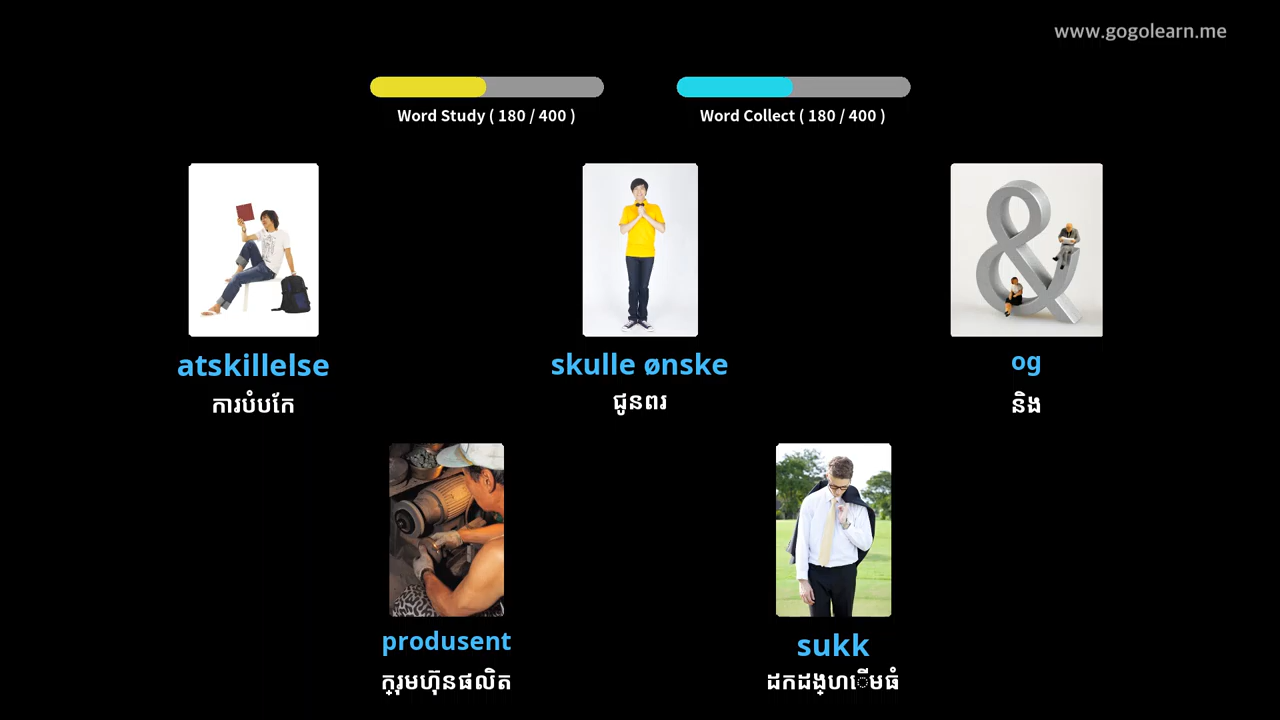 www.gogolearn.me
Word Study ( 180 / 400 )
Word Collect ( 180 / 400 )
atskillelse
ការបំបកែ
skulle ønske
ជូនពរ
og
និង
produsent
ក្រុមហ៊ុនផលិត
sukk
ដកដង្ហេីមធំ